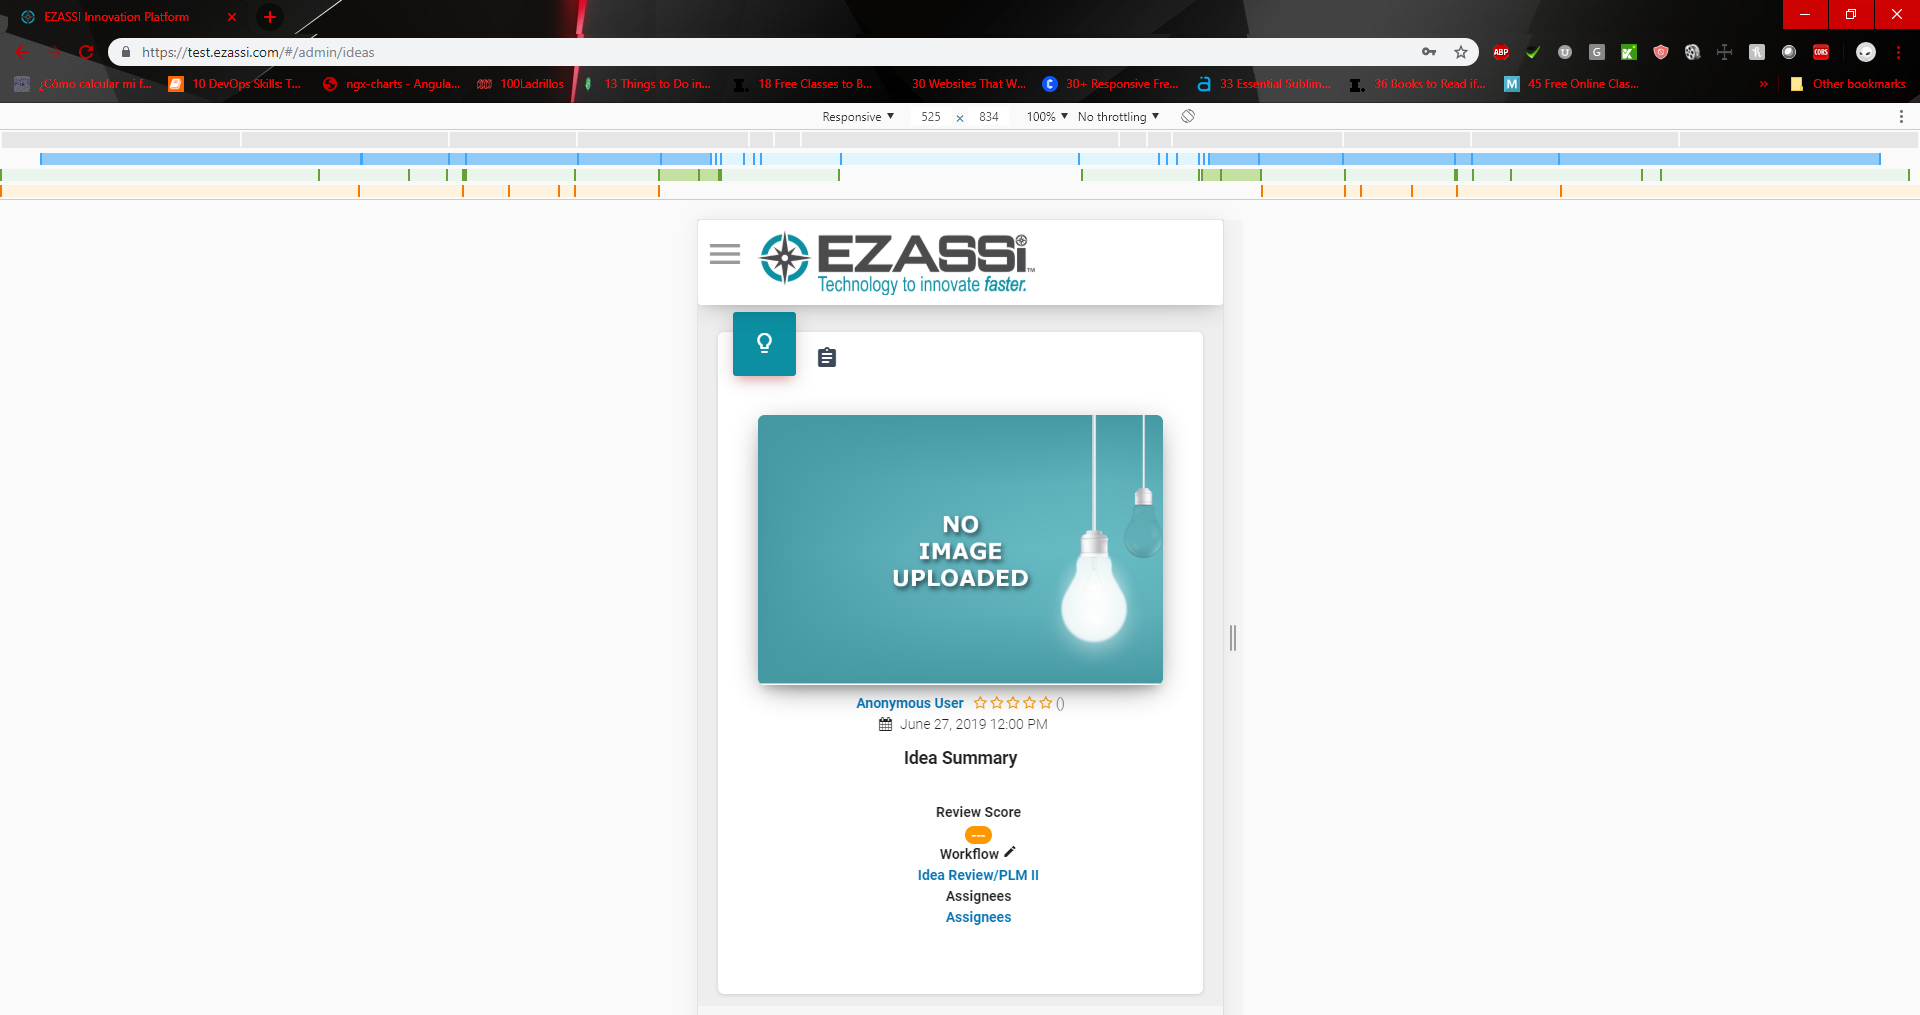 EZASSI Innovation Platform
https://test.ezassi.com/#/admin/ideas
ABP
CORS
¿Cómo calcular mi f...
10 DevOps Skills: T...
ngx-charts - Angula...
100Ladrillos
13 Things to Do in...
18 Free Classes to B...
30 Websites That W...
30+ Responsive Fre...
33 Essential Sublim...
36 Books to Read if...
M
45 Free Online Clas...
»
Other bookmarks
Responsive ▼ 525 × 834 100% ▼ No throttling ▼
EZASSi™
Technology to innovate faster.
NO
IMAGE
UPLOADED
Anonymous User ()
June 27, 2019 12:00 PM
Idea Summary
Review Score
---
Workflow
Idea Review/PLM II
Assignees
Assignees